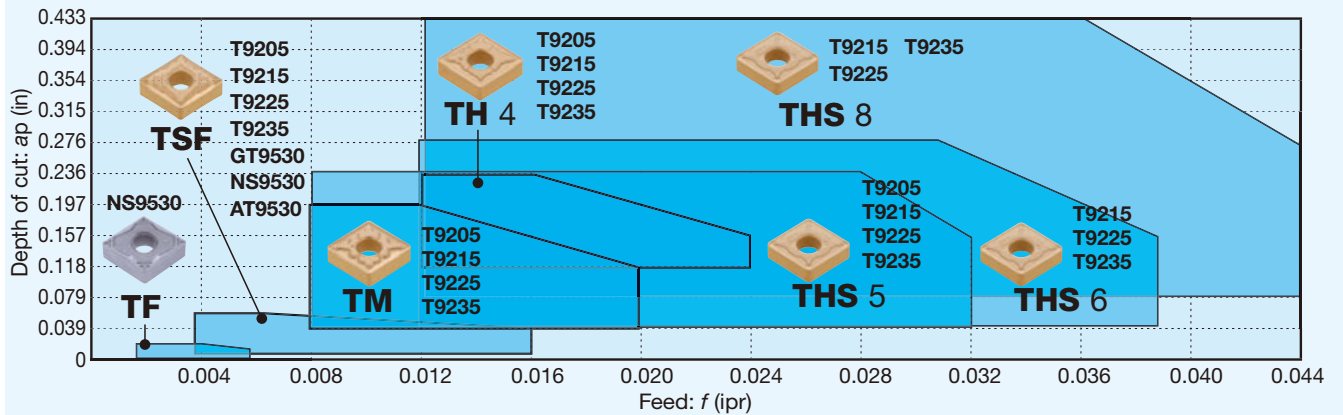 Depth of cut: ap (in)
0.433
0.394
0.354
0.315
0.276
0.236
0.197
0.157
0.118
0.079
0.039
0
NS9530
TF
T9205
T9215
T9225
T9235
GT9530
NS9530
AT9530
TSF
T9205
T9215
T9225
T9235
TM
T9205
T9215
T9225
T9235
TH 4
T9215 T9235
T9225
THS 8
T9205
T9215
T9225
T9235
THS 5
T9215
T9225
T9235
THS 6
0.004 0.008 0.012 0.016 0.020 0.024 0.028 0.032 0.036 0.040 0.044
Feed: f (ipr)